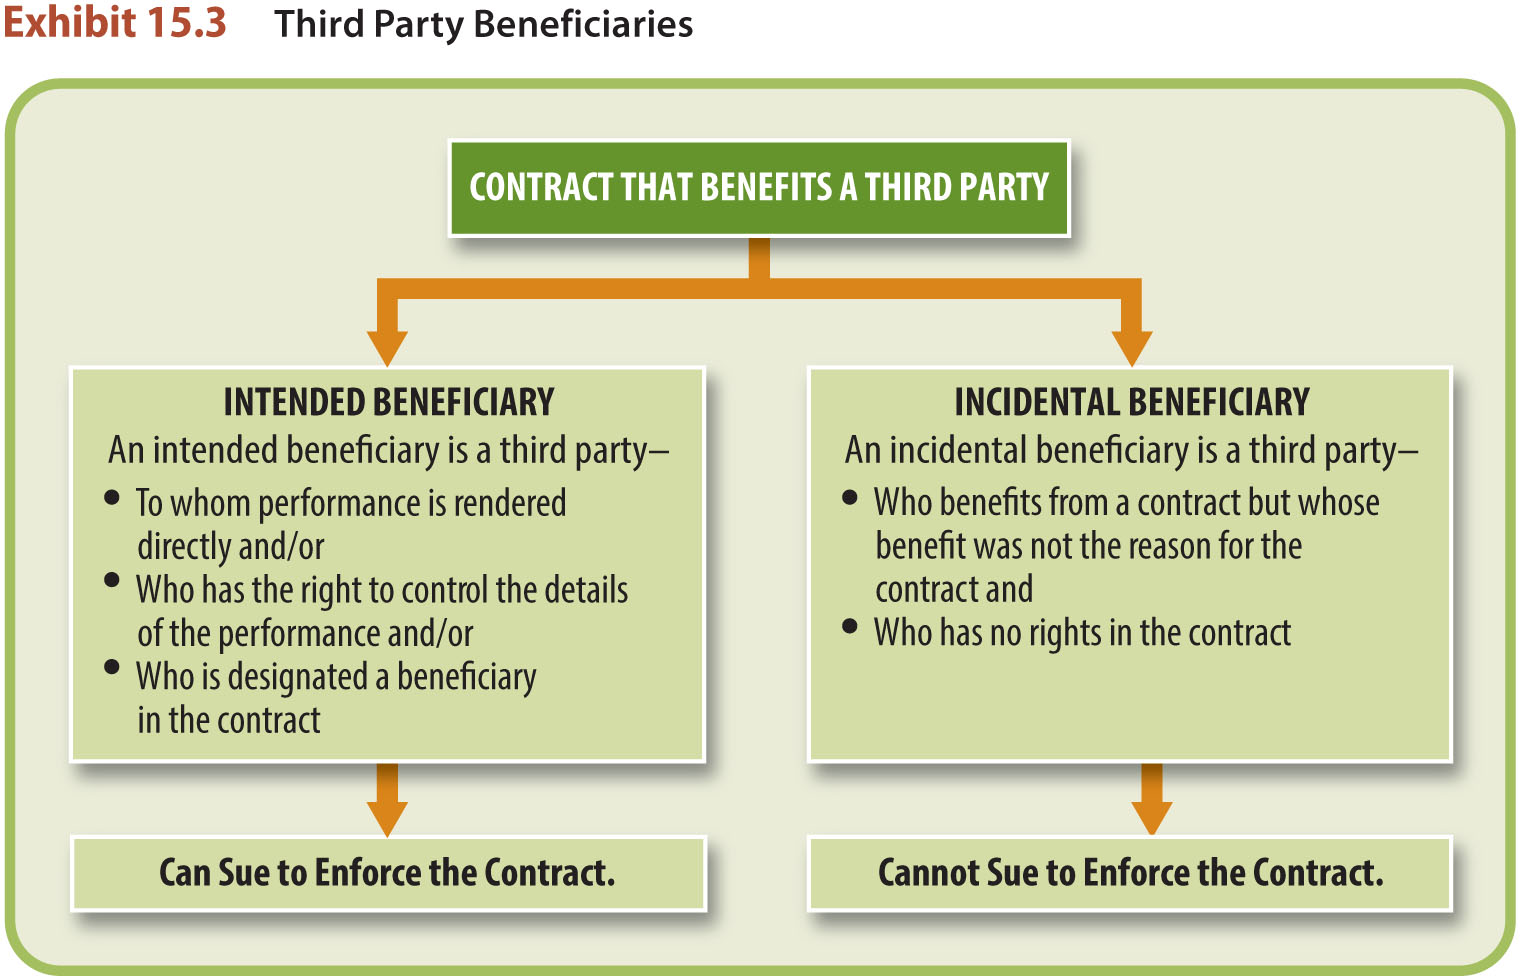 Exhibit 15.3 Third Party Beneficiaries
CONTRACT THAT BENEFITS A THIRD PARTY
INTENDED BENEFICIARY
An intended beneficiary is a third party–
• To whom performance is rendered
directly and/or
• Who has the right to control the details
of the performance and/or
• Who is designated a beneficiary
in the contract
Can Sue to Enforce the Contract.
INCIDENTAL BENEFICIARY
An incidental beneficiary is a third party–
• Who benefits from a contract but whose
benefit was not the reason for the
contract and
• Who has no rights in the contract
Cannot Sue to Enforce the Contract.